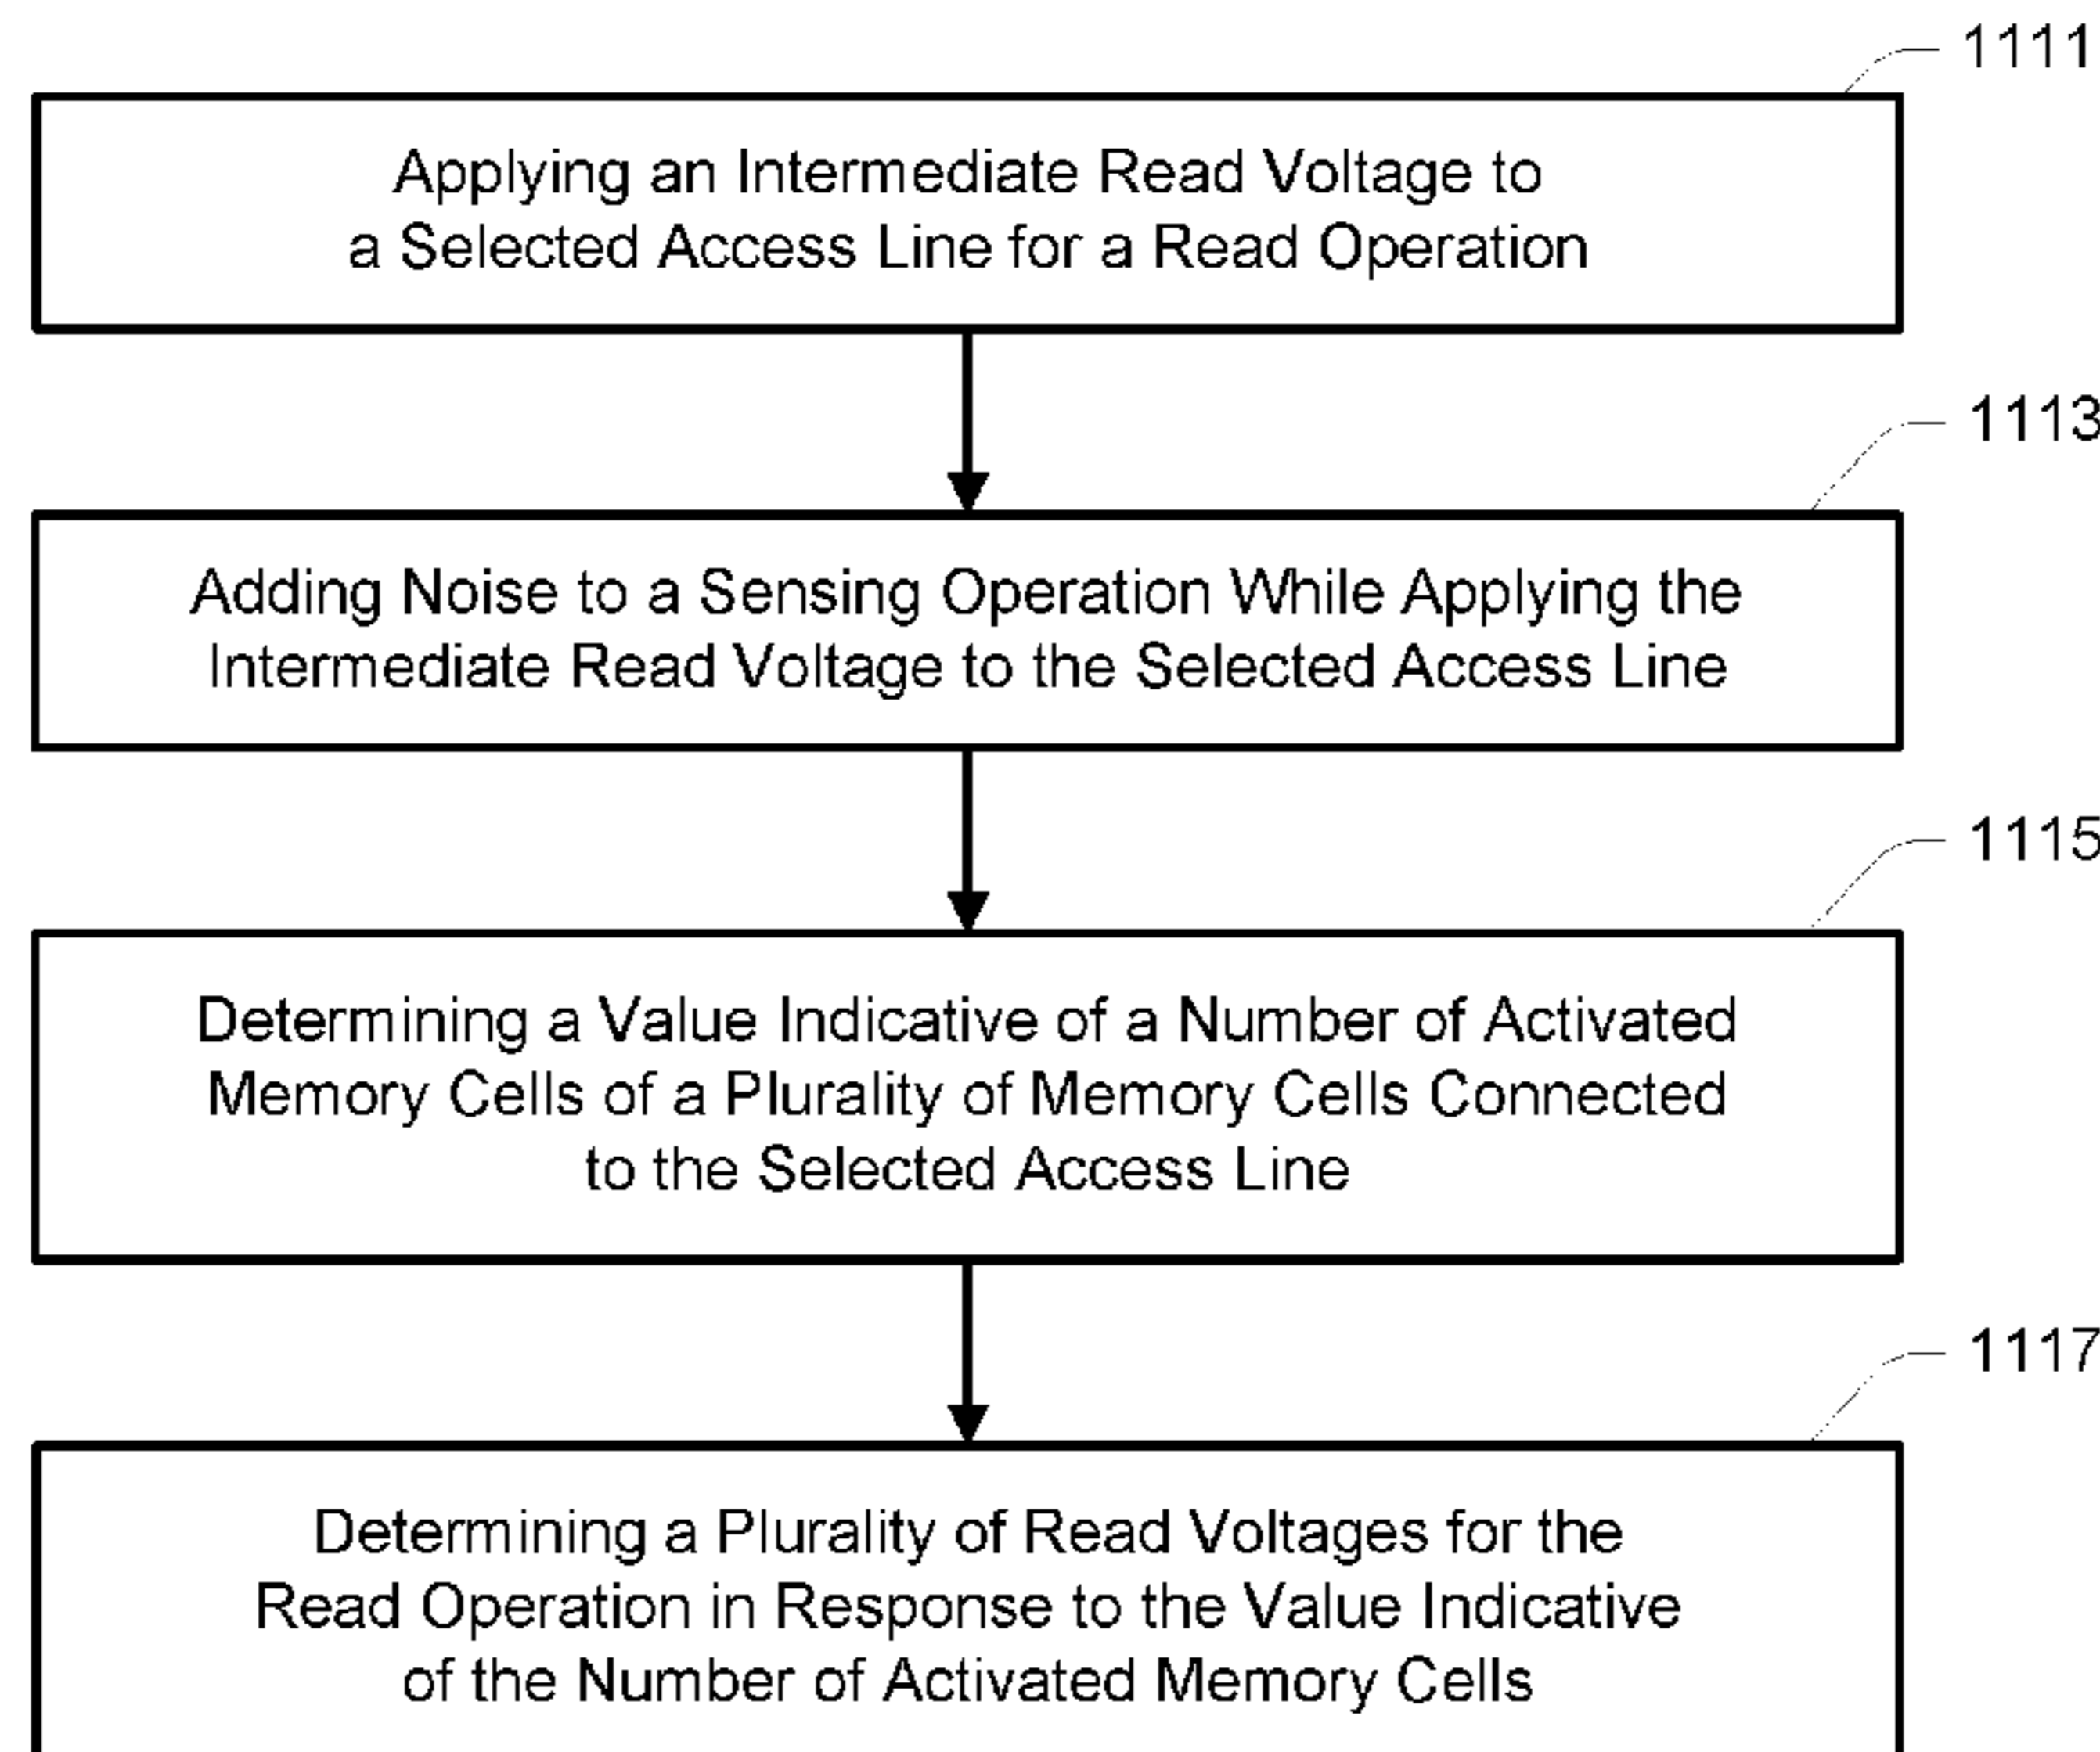 1111
Applying an Intermediate Read Voltage to
a Selected Access Line for a Read Operation
1113
Adding Noise to a Sensing Operation While Applying the
Intermediate Read Voltage to the Selected Access Line
1115
Determining a Value Indicative of a Number of Activated
Memory Cells of a Plurality of Memory Cells Connected
to the Selected Access Line
1117
Determining a Plurality of Read Voltages for the
Read Operation in Response to the Value Indicative
of the Number of Activated Memory Cells